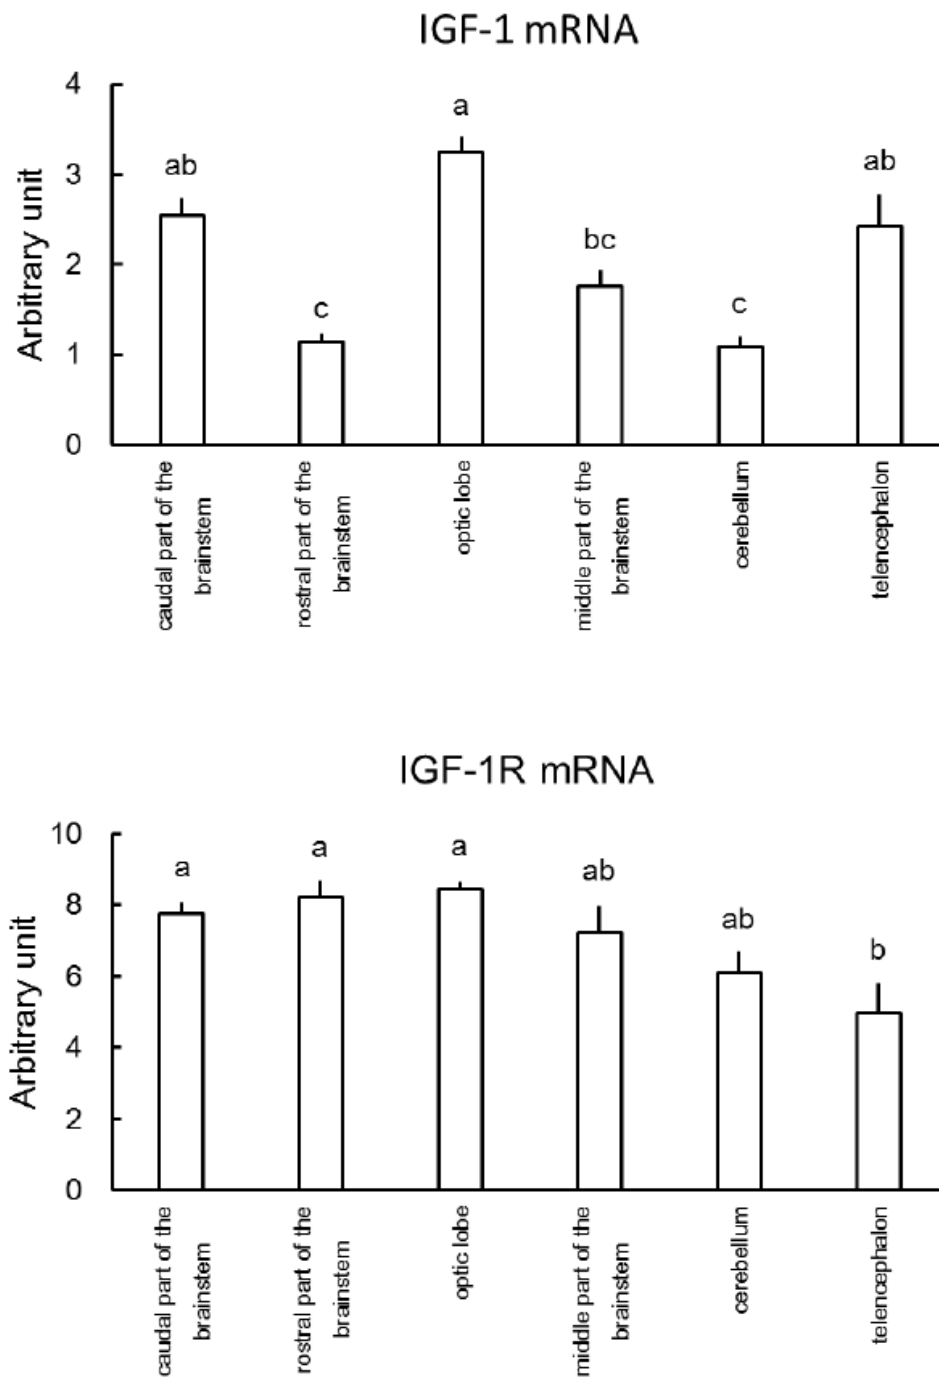 IGF-1 mRNA
Arbitrary unit
4
3
2
1
0
ab
c
a
bc
c
ab
caudal part of the
brainstem
rostral part of the
brainstem
optic lobe
middle part of the
brainstem
cerebellum
telencephalon
IGF-1R mRNA
Arbitrary unit
10
8
6
4
2
0
a
a
a
ab
ab
b
caudal part of the
brainstem
rostral part of the
brainstem
optic lobe
middle part of the
brainstem
cerebellum
telencephalon